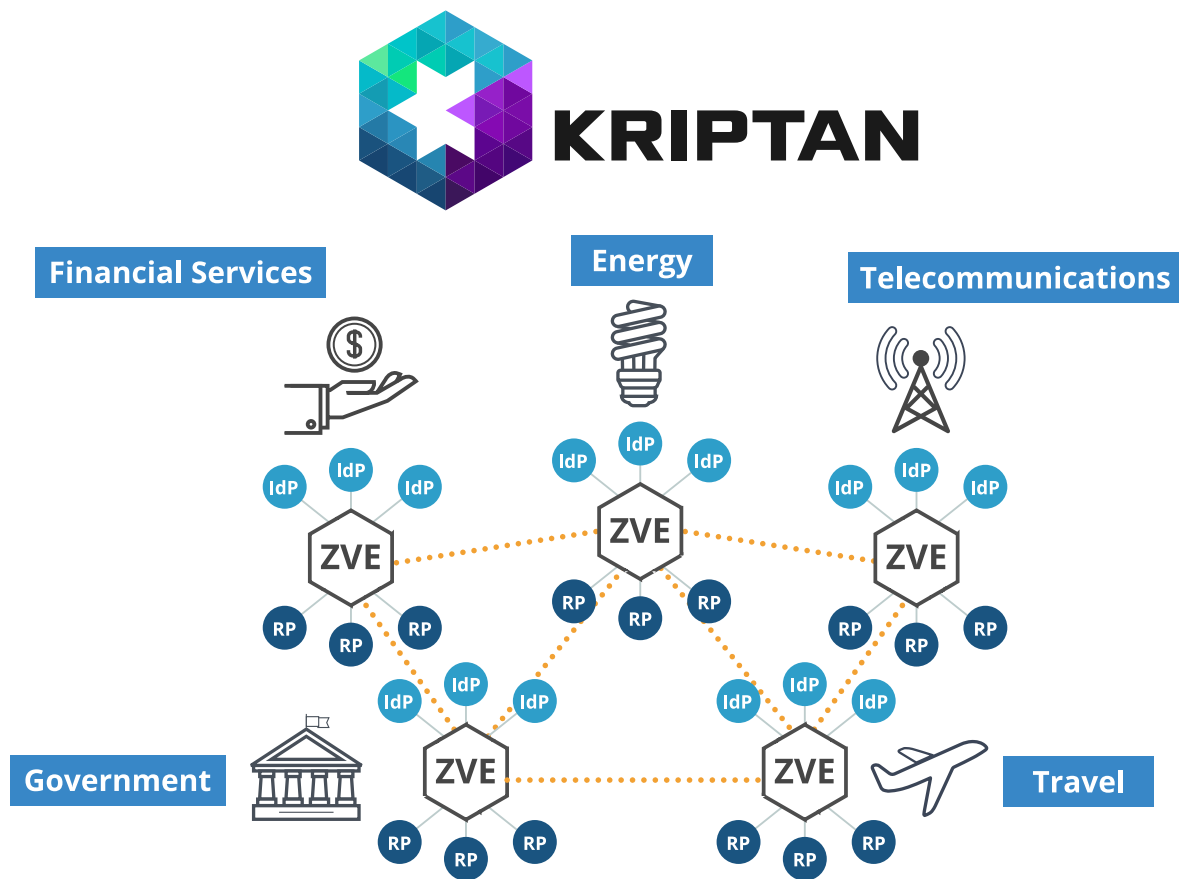 KRIPTAN
Financial Services
Energy
Telecommunications
$
IdP
IdP
IdP
ZVE
RP
RP
RP
IdP
IdP
IdP
ZVE
RP
RP
RP
IdP
IdP
IdP
ZVE
RP
RP
RP
Government
IdP
IdP
IdP
ZVE
RP
RP
RP
IdP
IdP
IdP
ZVE
RP
RP
RP
Travel